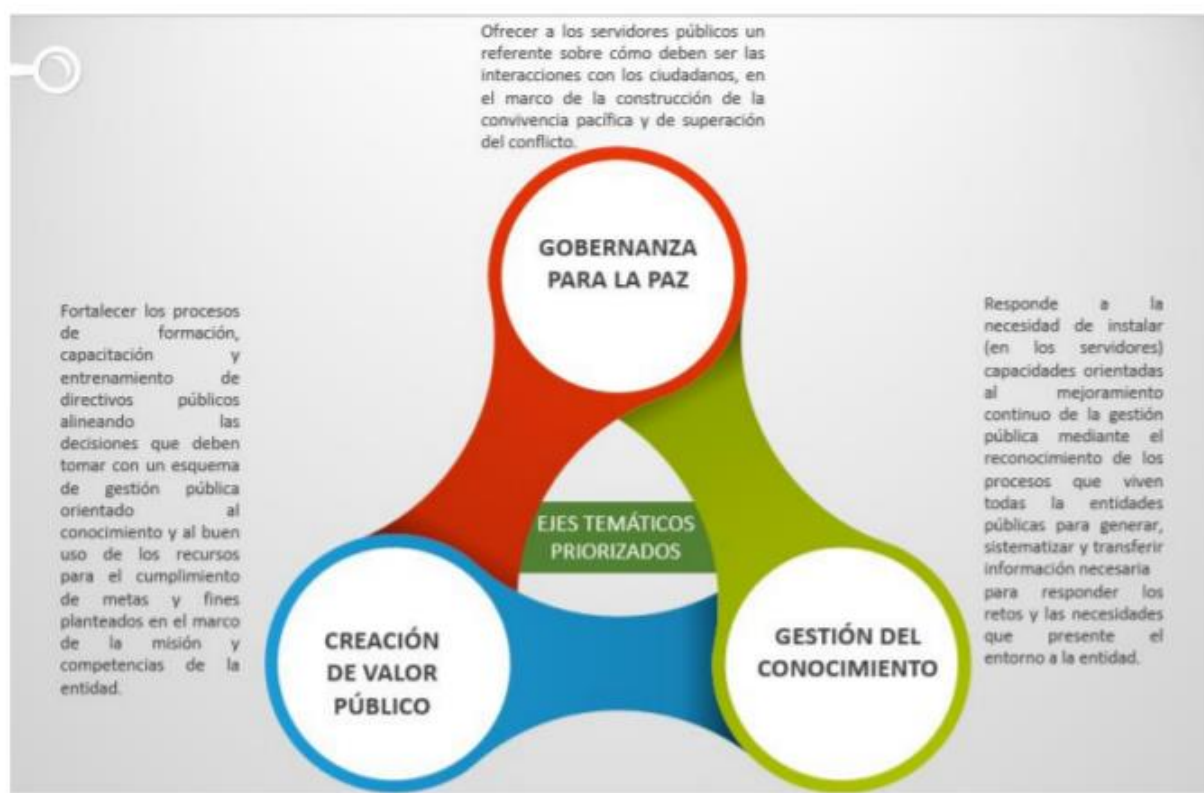 Ofrecer a los servidores públicos un
referente sobre cómo deben ser las
interacciones con los ciudadanos, en
el marco de la construcción de la
convivencia pacífica y de superación
del conflicto.
GOBERNANZA
PARA LA PAZ
Fortalecer los procesos
de formación,
capacitación y
entrenamiento de
directivos públicos
alineando las
decisiones que deben
tomar con un esquema
de gestión pública
orientado al
conocimiento y al buen
uso de los recursos
para el cumplimiento
de metas y fines
planteados en el marco
de la misión y
competencias de la
entidad.
Responde a la
necesidad de instalar
(en los servidores)
capacidades orientadas
al mejoramiento
continuo de la gestión
pública mediante el
reconocimiento de los
procesos que viven
todas la entidades
públicas para generar,
sistematizar y transferir
información necesaria
para responder los
retos y las necesidades
que presente el
entorno a la entidad.
EJES TEMÁTICOS
PRIORIZADOS
CREACIÓN
DE VALOR
PÚBLICO
GESTIÓN DEL
CONOCIMIENTO